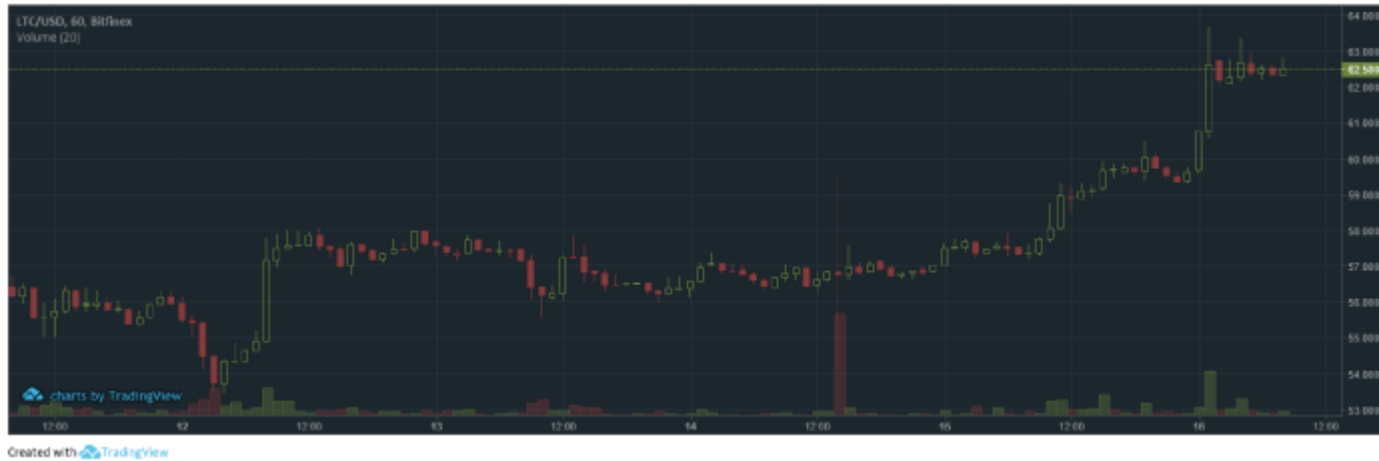 LTC/USD, 60, Bitfinex
Volume (20)
64.000
63.000
62.500
62.000
61.000
60.000
59.000
58.000
57.000
56.000
55.000
54.000
53.000
charts by TradingView
12:00 12 12:00 13 12:00 14 12:00 15 12:00 16 12:00
Created with TradingView